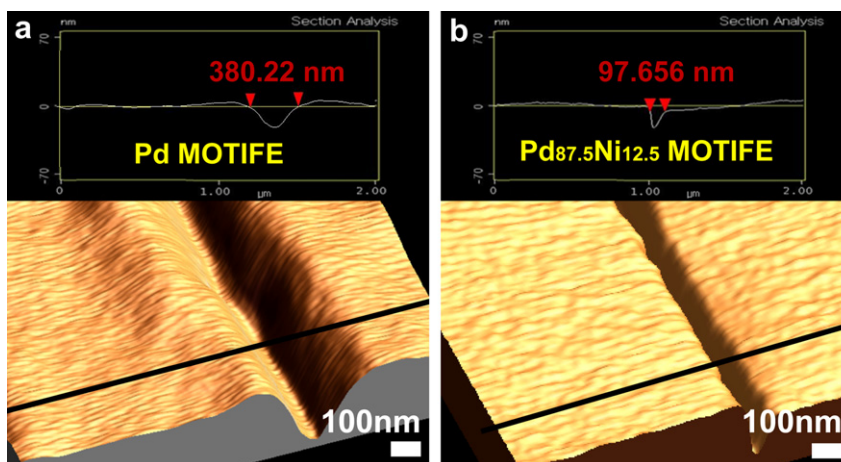 a
nm
Section Analysis
70
380.22 nm
0
Pd MOTIFE
-70
0
1.00
µm
2.00
100nm
b
nm
Section Analysis
70
97.656 nm
0
Pd87.5Ni12.5 MOTIFE
-70
0
1.00
µm
2.00
100nm